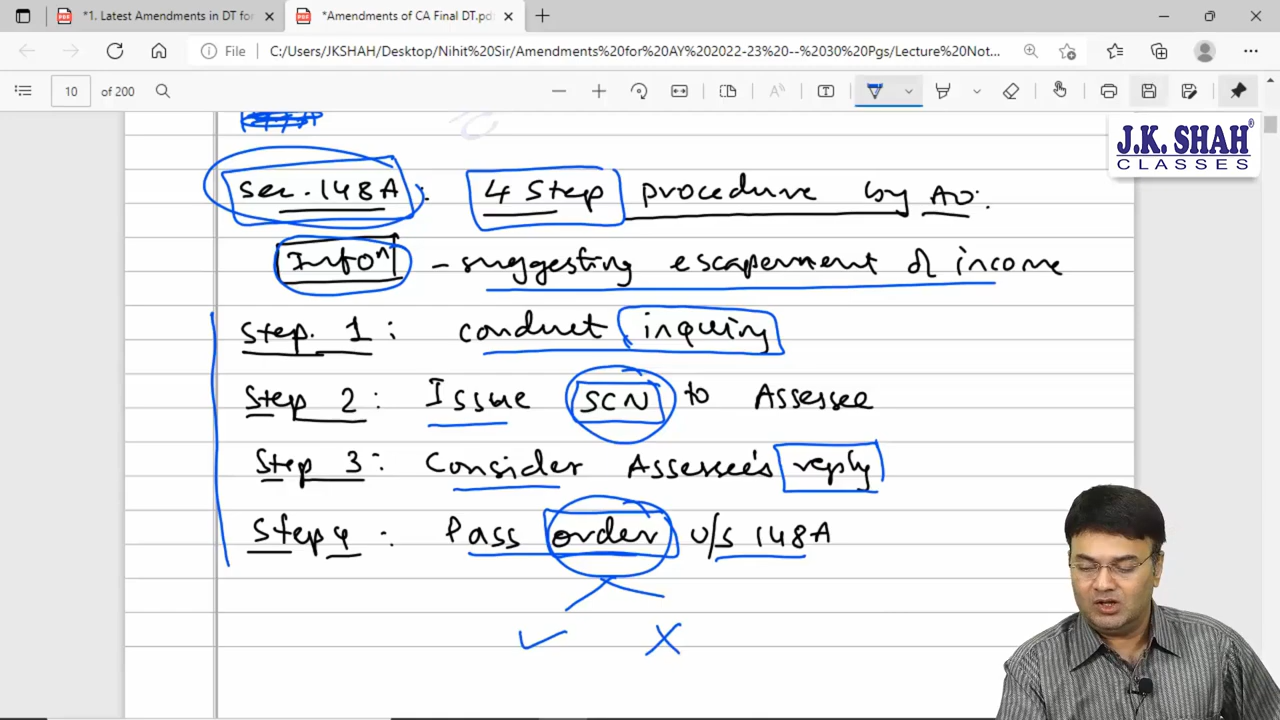 *1. Latest Amendments in DT for
*Amendments of CA Final DT.pdf
File
C:/Users/JKSHAH/Desktop/Nihit%20Sir/Amendments%20for%20AY%202022-23%20--%2030%20Pgs/Lecture%20Not...
10 of 200
J.K. SHAH®
CLASSES
Sec. 148A : 4 Step procedure by AO.
Infoⁿ - suggesting escapement of income
Step. 1 : conduct inquiry
Step 2 : Issue SCN to Assessee
Step 3 : Consider Assessee's reply
Step 4 : Pass order u/s 148A